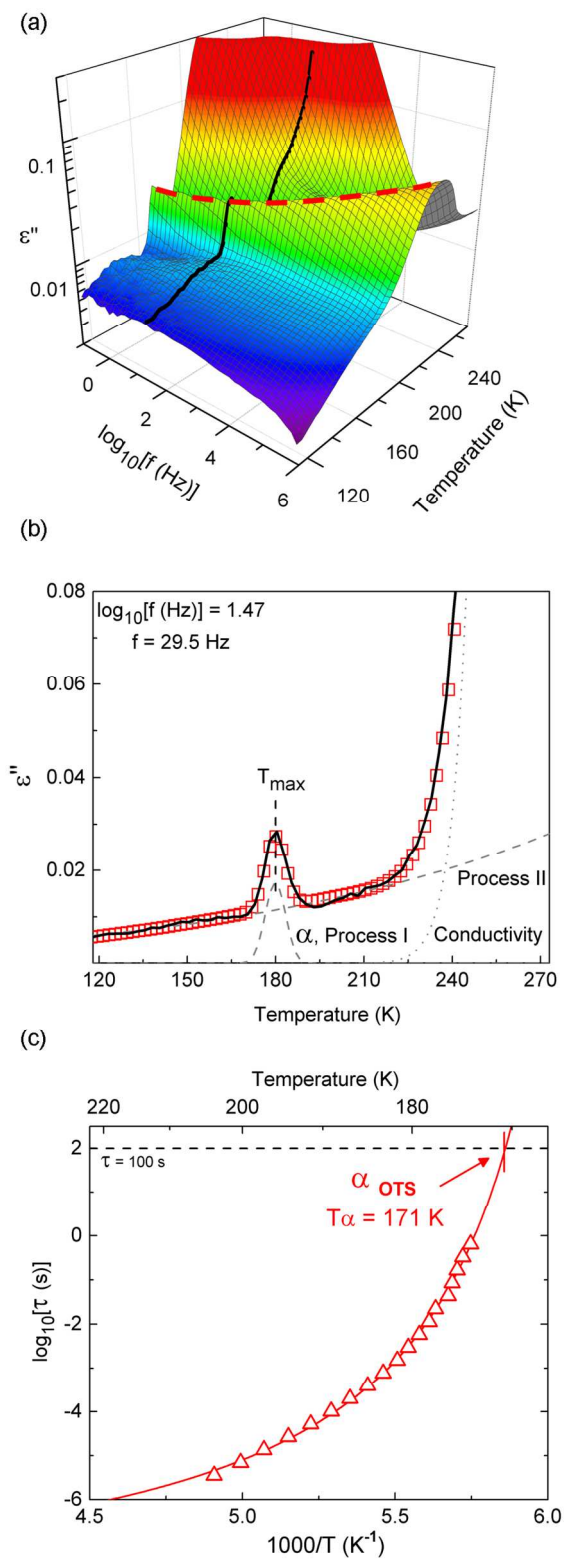 (a)
0.1
ε''
0.01
0
2
4
6
log10[f (Hz)]
120
160
200
240
Temperature (K)
(b)
0.08
0.06
0.04
0.02
ε''
log10[f (Hz)] = 1.47
f = 29.5 Hz
Tmax
Process II
α, Process I
Conductivity
120 150 180 210 240 270
Temperature (K)
(c)
Temperature (K)
220 200 180
2
0
-2
-4
-6
log10[τ (s)]
τ = 100 s
α OTS
Tα = 171 K
4.5 5.0 5.5 6.0
1000/T (K-1)